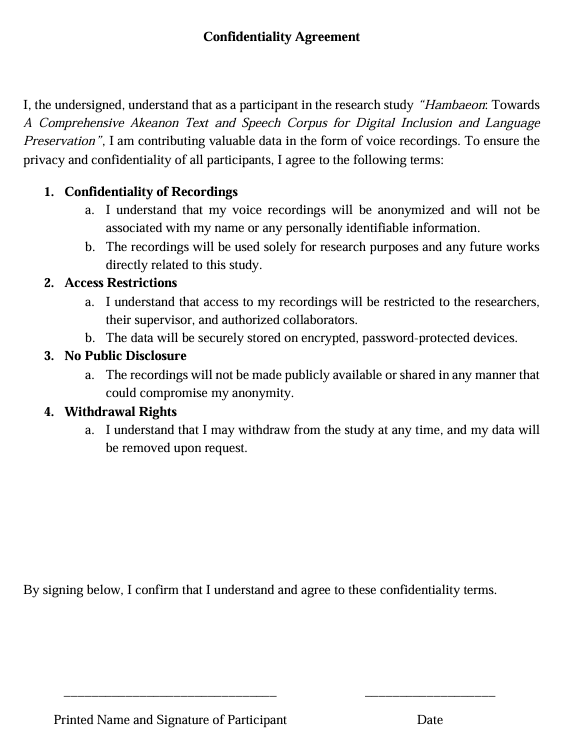 Confidentiality Agreement
I, the undersigned, understand that as a participant in the research study “Hambaeon: Towards
A Comprehensive Akeanon Text and Speech Corpus for Digital Inclusion and Language
Preservation”, I am contributing valuable data in the form of voice recordings. To ensure the
privacy and confidentiality of all participants, I agree to the following terms:
1. Confidentiality of Recordings
a. I understand that my voice recordings will be anonymized and will not be
associated with my name or any personally identifiable information.
b. The recordings will be used solely for research purposes and any future works
directly related to this study.
2. Access Restrictions
a. I understand that access to my recordings will be restricted to the researchers,
their supervisor, and authorized collaborators.
b. The data will be securely stored on encrypted, password-protected devices.
3. No Public Disclosure
a. The recordings will not be made publicly available or shared in any manner that
could compromise my anonymity.
4. Withdrawal Rights
a. I understand that I may withdraw from the study at any time, and my data will
be removed upon request.
By signing below, I confirm that I understand and agree to these confidentiality terms.
Printed Name and Signature of Participant Date